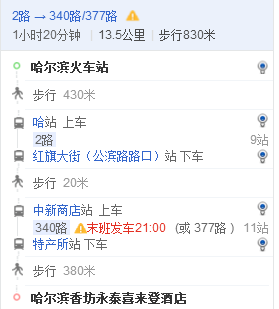 2路 → 340路/377路
1小时20分钟 | 13.5公里 | 步行830米
哈尔滨火车站
步行 430米
哈站 上车
2路 9站
红旗大街（公滨路路口）站 下车
步行 20米
中新商店站 上车
340路 末班发车21:00 (或 377路 ) 11站
特产所站 下车
步行 380米
哈尔滨香坊永泰喜来登酒店